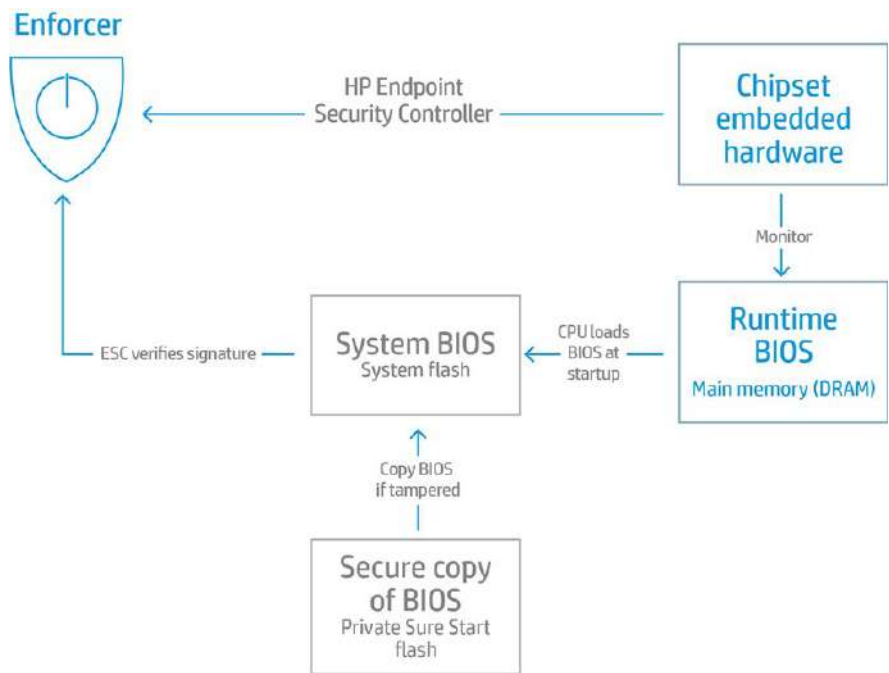 Enforcer
HP Endpoint
Security Controller
Chipset
embedded
hardware
Monitor
Runtime
BIOS
Main memory (DRAM)
CPU loads
BIOS at
startup
System BIOS
System flash
ESC verifies signature
Copy BIOS
if tampered
Secure copy
of BIOS
Private Sure Start
flash